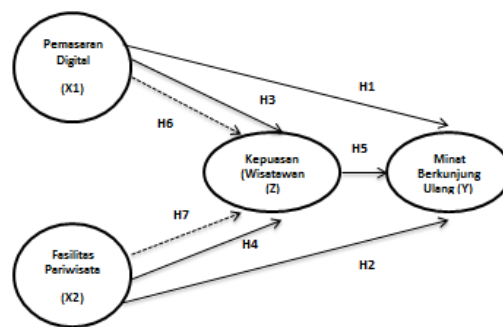 Pemasaran
Digital
(X1)
H1
H3
H6
Kepuasan
(Wisatawan
(Z)
H5
Minat
Berkunjung
Ulang (Y)
H7
H4
Fasilitas
Pariwisata
(X2)
H2